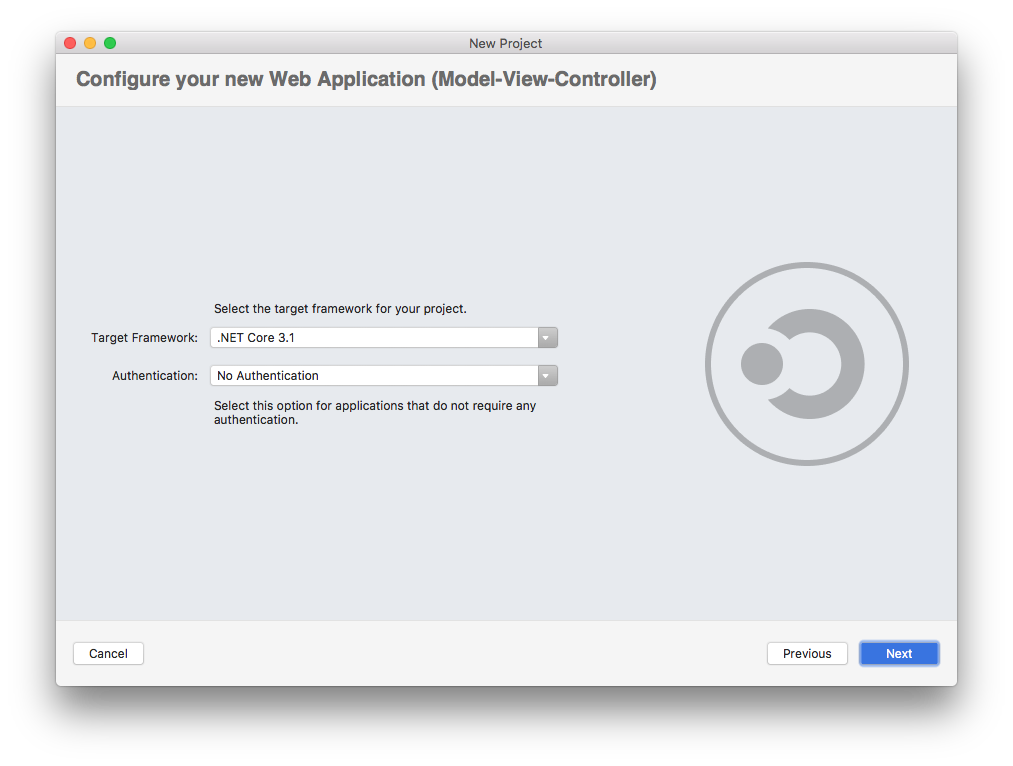 New Project
Configure your new Web Application (Model-View-Controller)
Select the target framework for your project.
Target Framework: .NET Core 3.1
Authentication: No Authentication
Select this option for applications that do not require any
authentication.
Cancel Previous Next